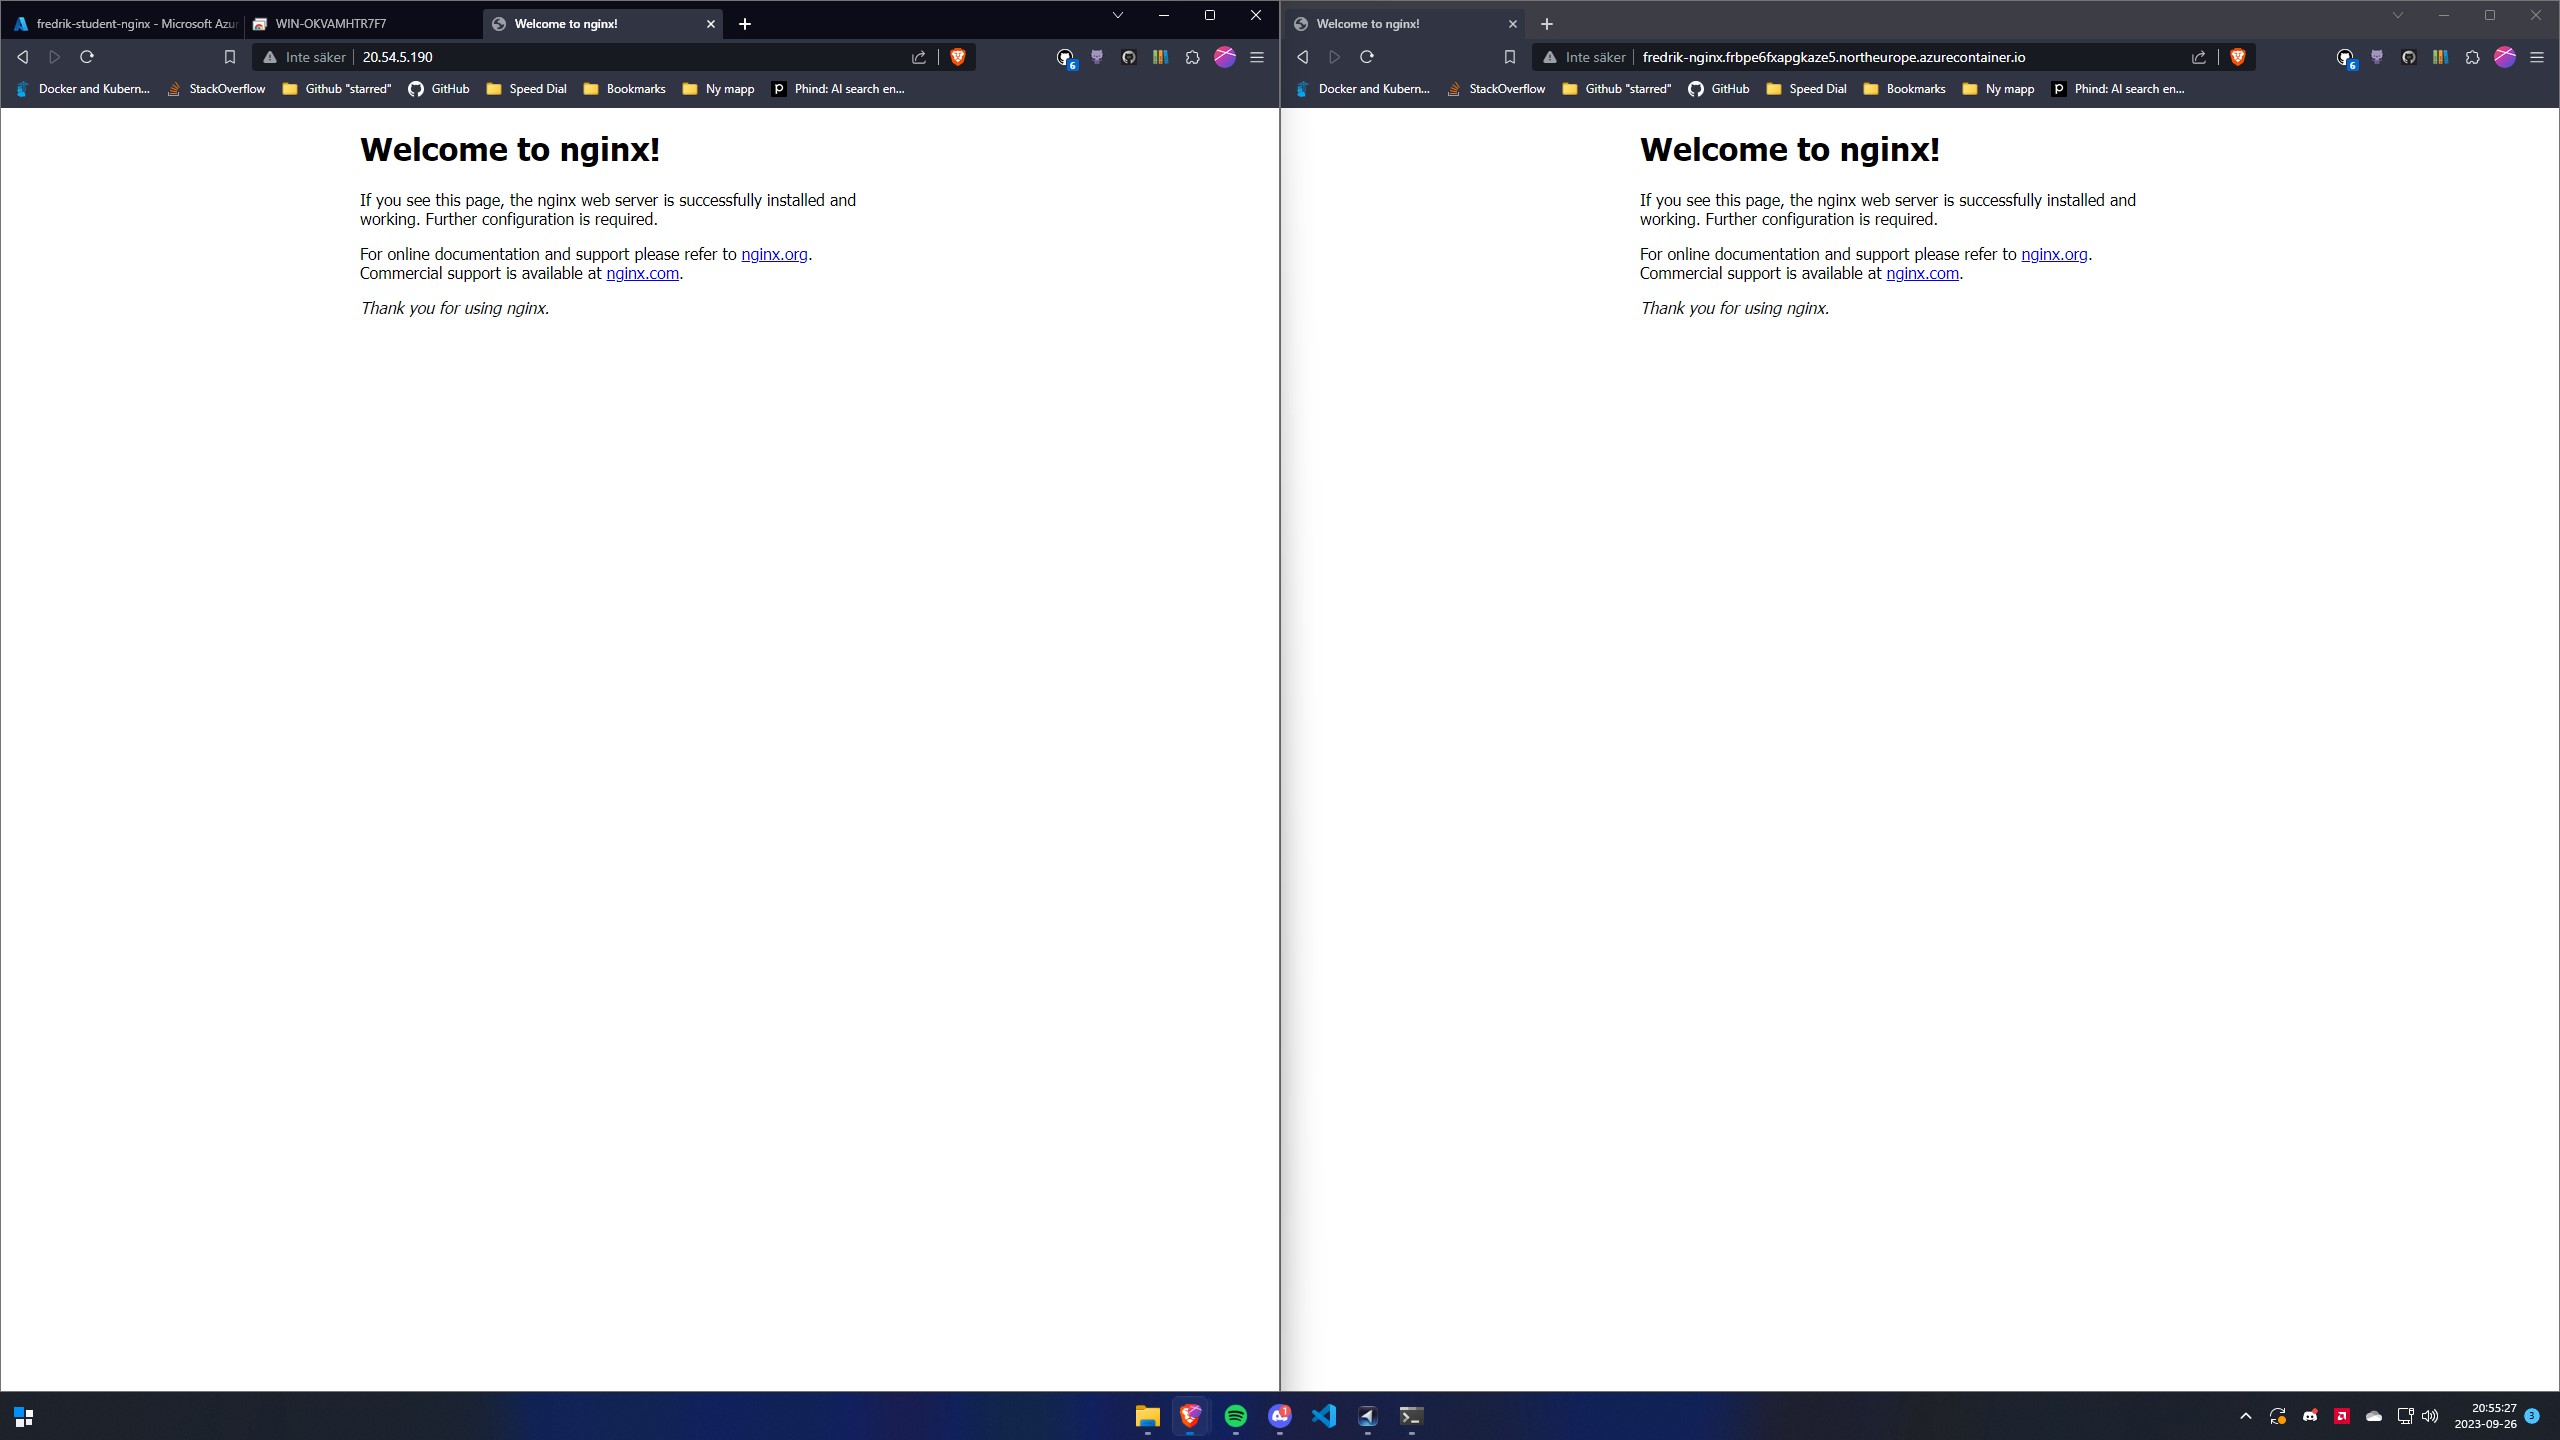 fredrik-student-nginx - Microsoft Azur
WIN-OKVAMHTR7F7
Welcome to nginx!
Inte säker
20.54.5.190
6
Docker and Kubern...
StackOverflow
Github "starred"
GitHub
Speed Dial
Bookmarks
Ny mapp
Phind: AI search en...
Welcome to nginx!
If you see this page, the nginx web server is successfully installed and
working. Further configuration is required.
For online documentation and support please refer to nginx.org.
Commercial support is available at nginx.com.
Thank you for using nginx.
Welcome to nginx!
Inte säker
fredrik-nginx.frbpe6fxapgkaze5.northeurope.azurecontainer.io
6
Docker and Kubern...
StackOverflow
Github "starred"
GitHub
Speed Dial
Bookmarks
Ny mapp
Phind: AI search en...
Welcome to nginx!
If you see this page, the nginx web server is successfully installed and
working. Further configuration is required.
For online documentation and support please refer to nginx.org.
Commercial support is available at nginx.com.
Thank you for using nginx.
1
20:55:27
2023-09-26
3